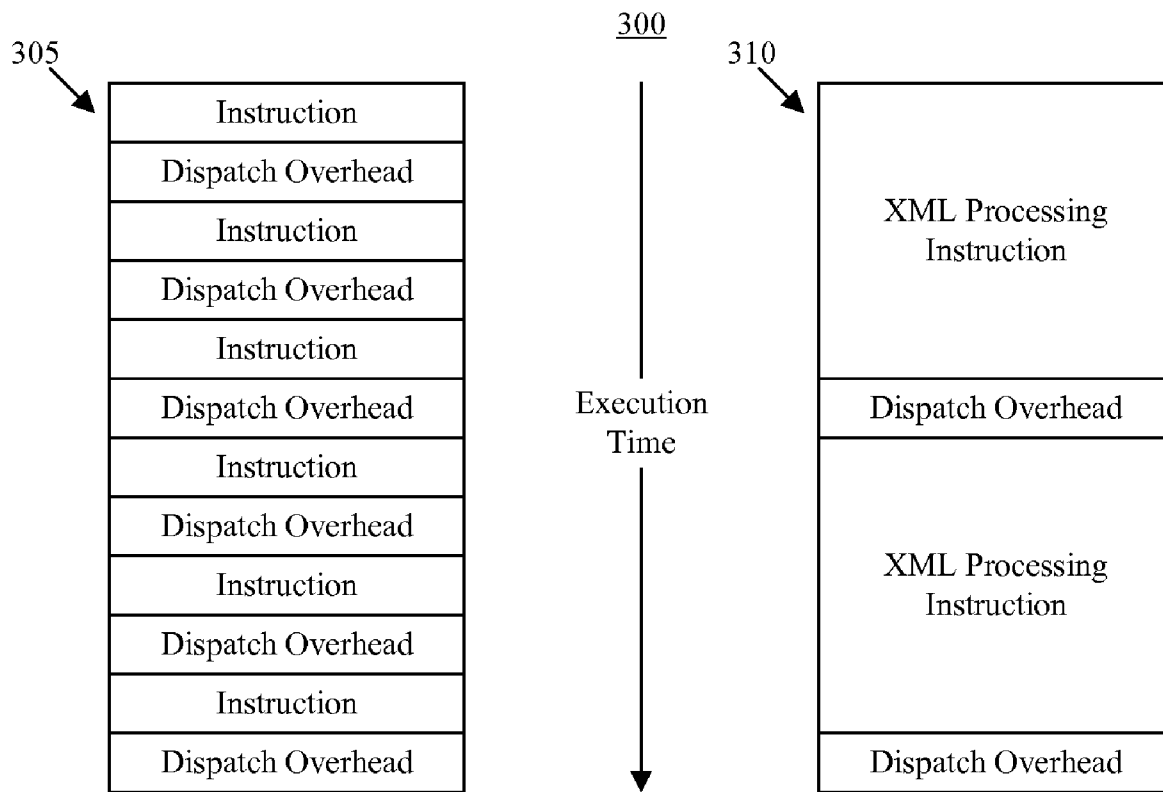 300
305
Instruction
Dispatch Overhead
Instruction
Dispatch Overhead
Instruction
Dispatch Overhead
Instruction
Dispatch Overhead
Instruction
Dispatch Overhead
Instruction
Dispatch Overhead
Execution
Time
310
XML Processing
Instruction
Dispatch Overhead
XML Processing
Instruction
Dispatch Overhead